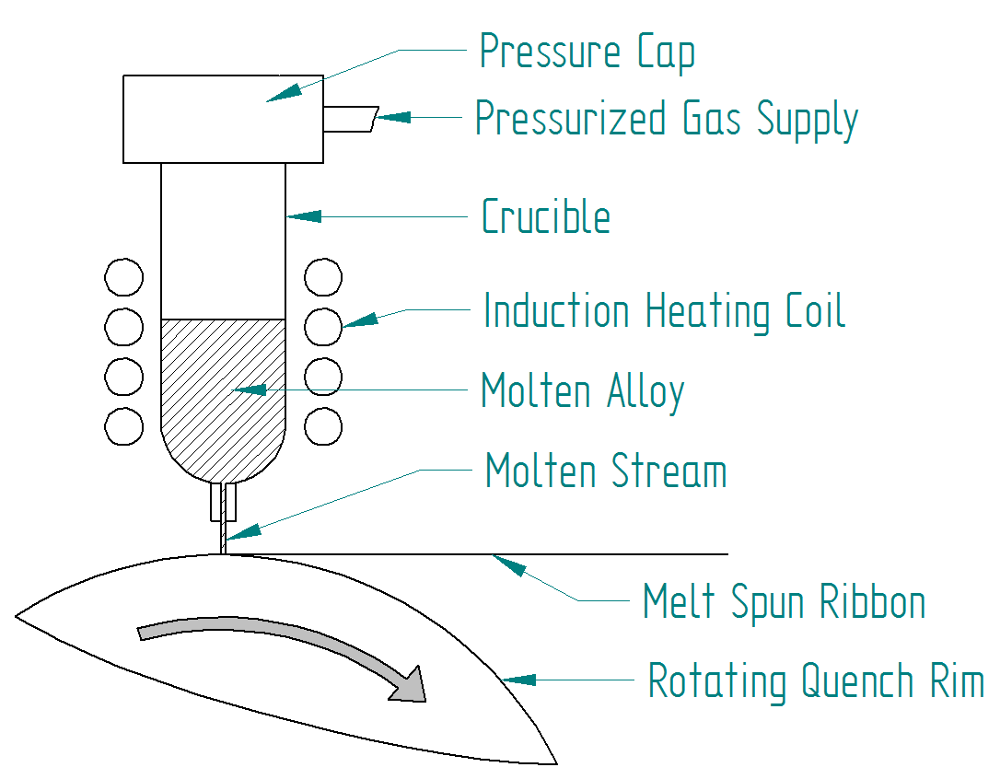 Pressure Cap
Pressurized Gas Supply
Crucible
Induction Heating Coil
Molten Alloy
Molten Stream
Melt Spun Ribbon
Rotating Quench Rim